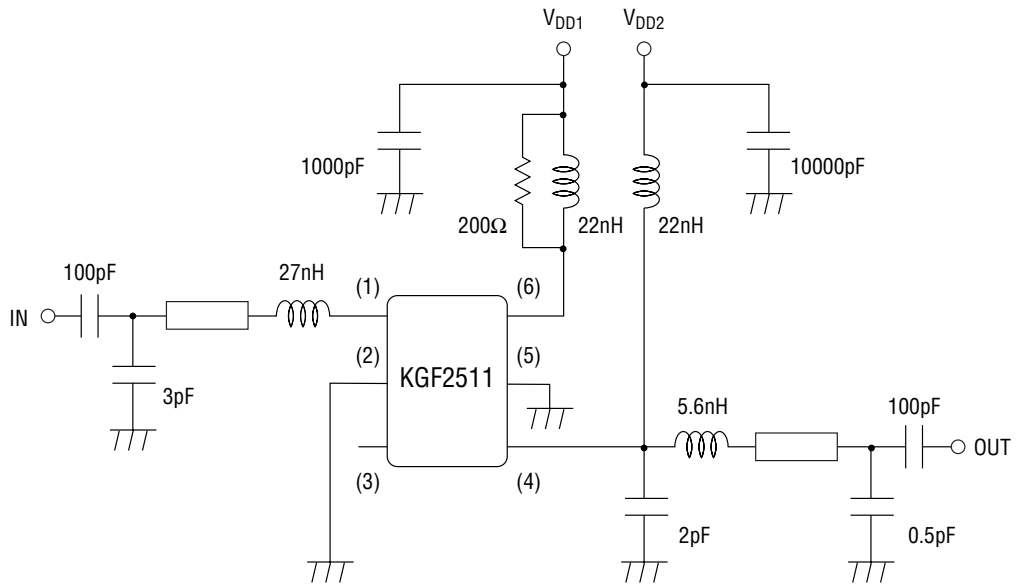 VDD1 VDD2
1000pF
10000pF
200Ω
22nH
22nH
100pF
27nH
(1)
(6)
IN
(2)
(5)
KGF2511
3pF
5.6nH
100pF
OUT
(3)
(4)
2pF
0.5pF